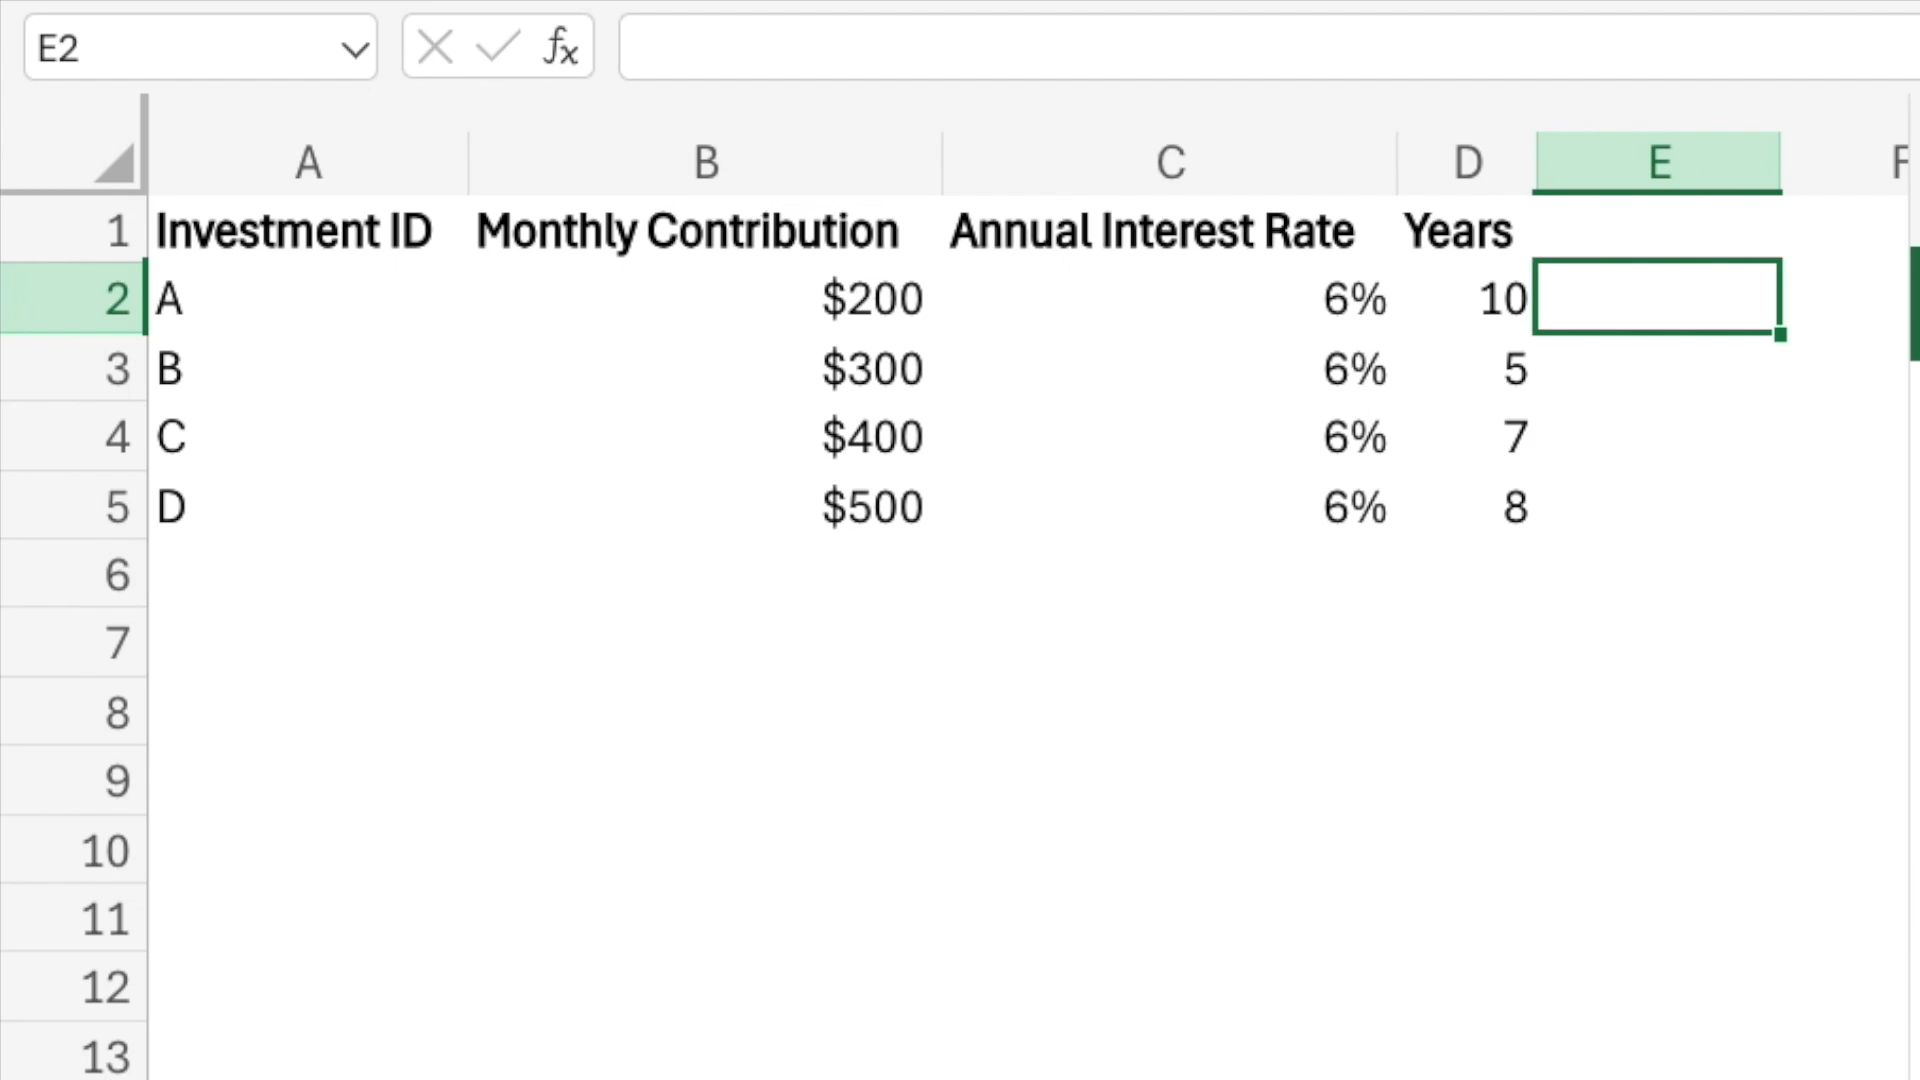 E2 fx
A B C D E F
1 Investment ID Monthly Contribution Annual Interest Rate Years
2 A $200 6% 10
3 B $300 6% 5
4 C $400 6% 7
5 D $500 6% 8
6
7
8
9
10
11
12
13